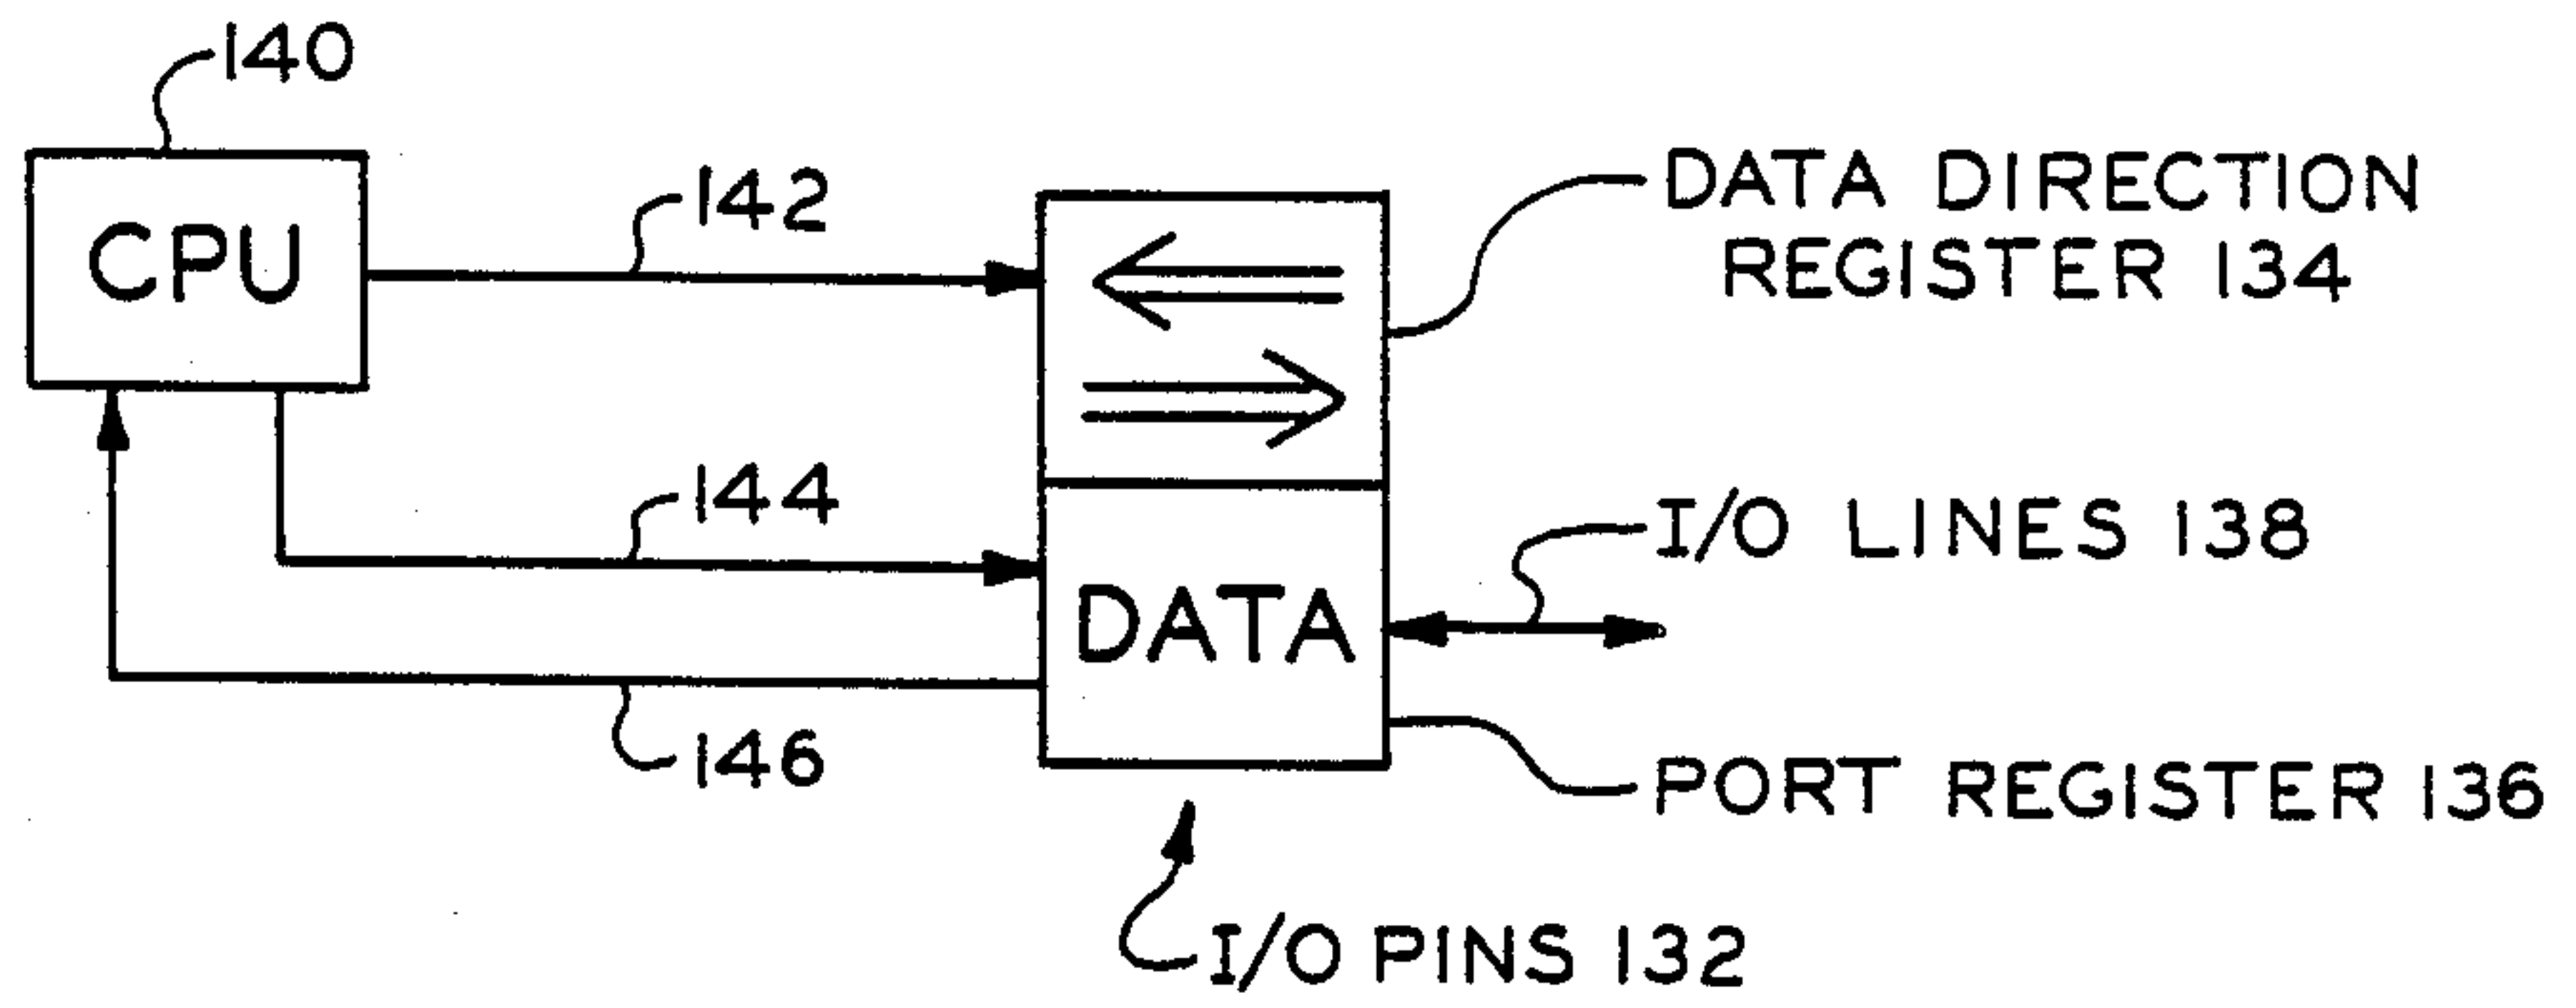 140
CPU
142
DATA DIRECTION
REGISTER 134
144
I/O LINES 138
DATA
146
PORT REGISTER 136
I/O PINS 132